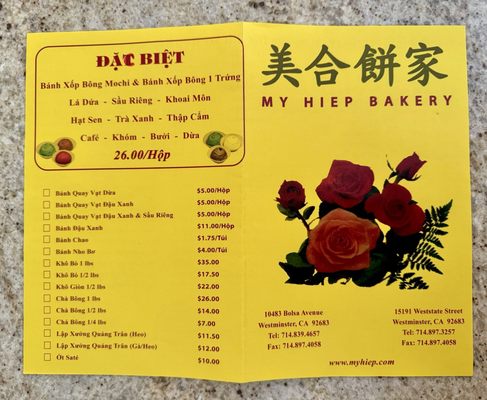 ĐẶC BIỆT
Bánh Xốp Bông Mochi & Bánh Xốp Bông 1 Trứng
Lá Dứa - Sầu Riêng - Khoai Môn
Hạt Sen - Trà Xanh - Thập Cẩm
Café - Khóm - Bưởi - Dừa
26.00/Hộp
Bánh Quay Vạt Dừa $5.00/Hộp
Bánh Quay Vạt Đậu Xanh $5.00/Hộp
Bánh Quay Vạt Đậu Xanh & Sầu Riêng $5.00/Hộp
Bánh Đậu Xanh $11.00/Hộp
Bánh Chao $1.75/Túi
Bánh Nho Bơ $4.00/Túi
Khô Bò 1 lbs $35.00
Khô Bò 1/2 lbs $17.50
Khô Giòn 1/2 lbs $22.00
Chà Bông 1 lbs $26.00
Chà Bông 1/2 lbs $14.00
Chà Bông 1/4 lbs $7.00
Lạp Xưởng Quảng Trân (Heo) $11.50
Lạp Xưởng Quảng Trân (Gà/Heo) $12.00
Ớt Saté $10.00
美合餅家
MY HIEP BAKERY
10483 Bolsa Avenue
Westminster, CA 92683
Tel: 714.839.4657
Fax: 714.897.4058
15191 Weststate Street
Westminster, CA 92683
Tel: 714.897.3257
Fax: 714.897.4058
www.myhiep.com